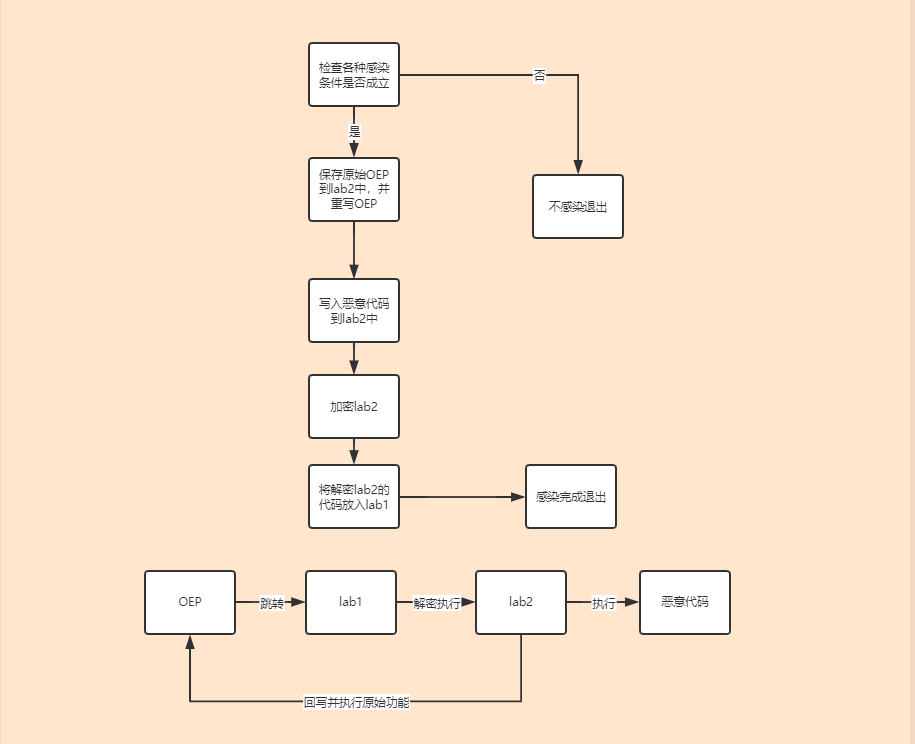 检查各种感染
条件是否成立
否
是
保存原始OEP
到lab2中，并
重写OEP
不感染退出
写入恶意代码
到lab2中
加密lab2
将解密lab2的
代码放入lab1
感染完成退出
OEP
跳转
lab1
解密执行
lab2
执行
恶意代码
回写并执行原始功能